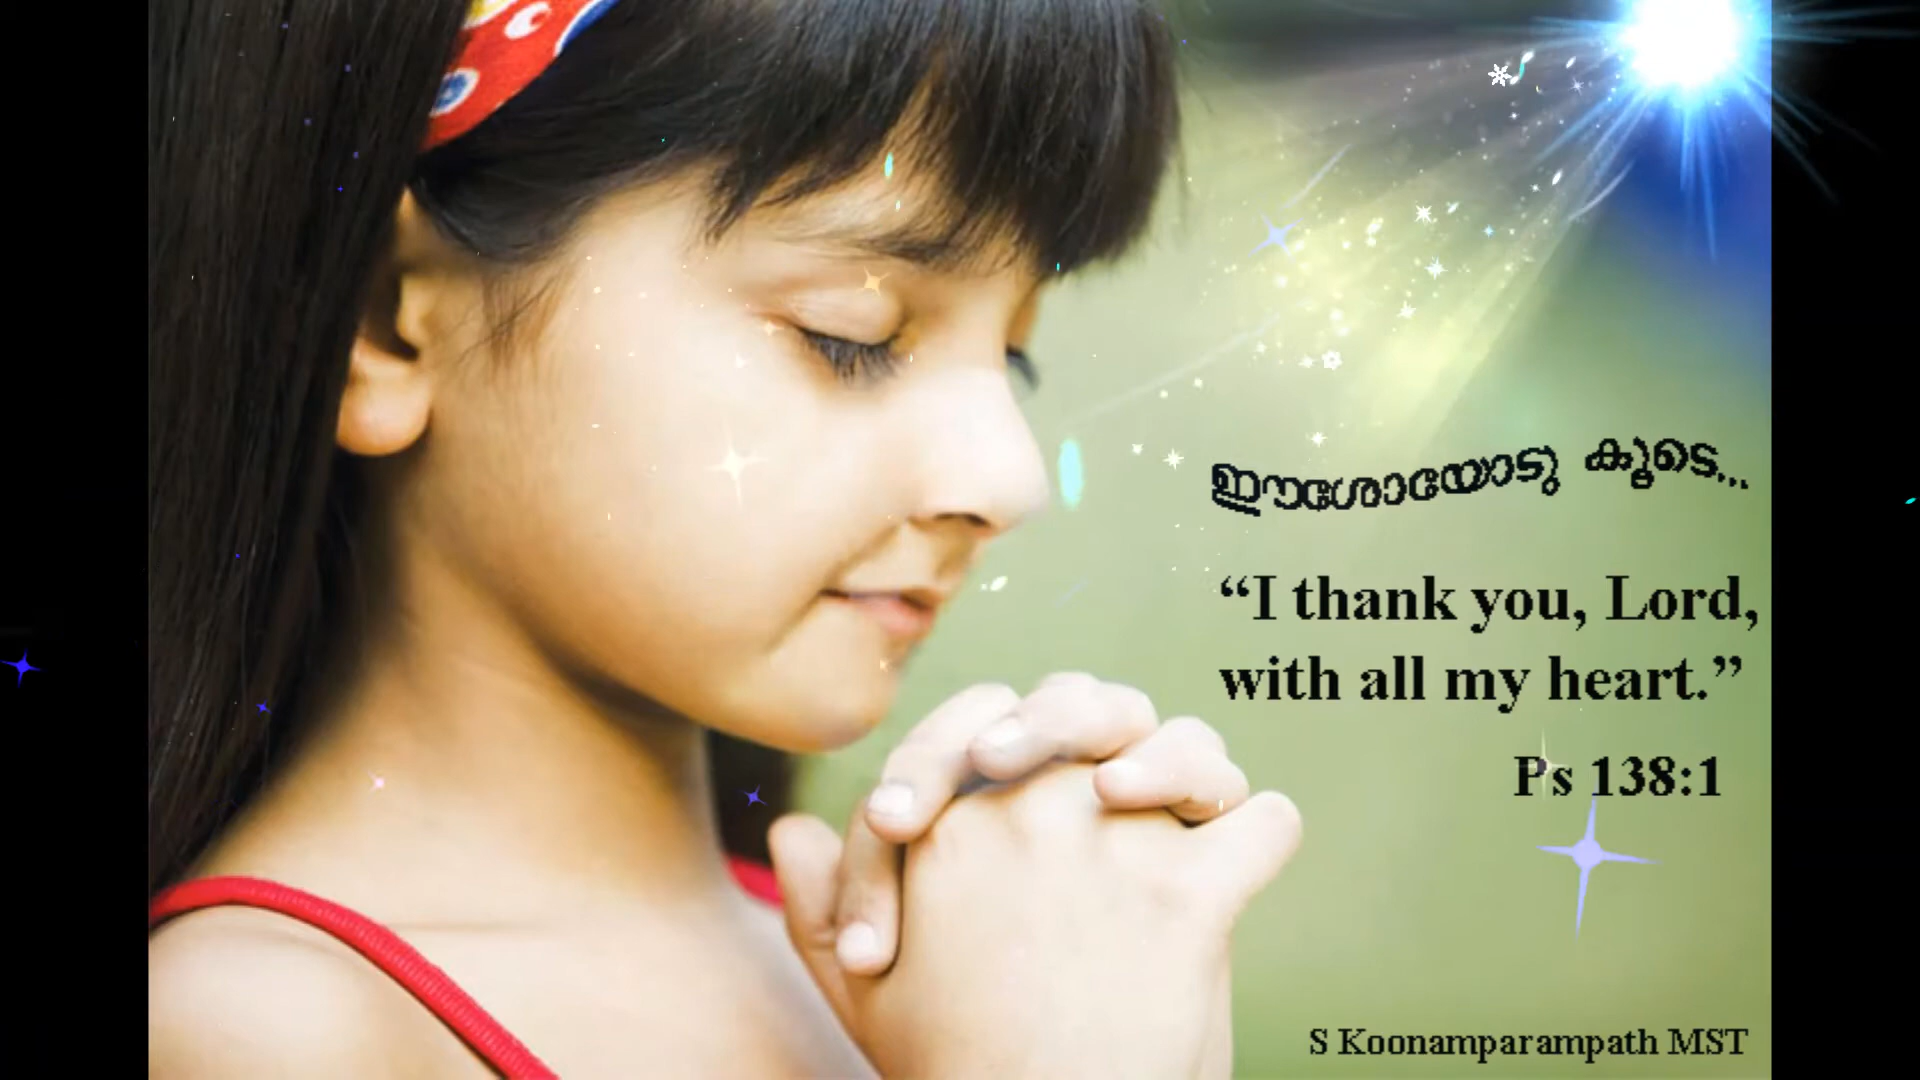 ഈശോയോടു കൂടെ...
“I thank you, Lord,
with all my heart.”
Ps 138:1
S Koonamparampath MST